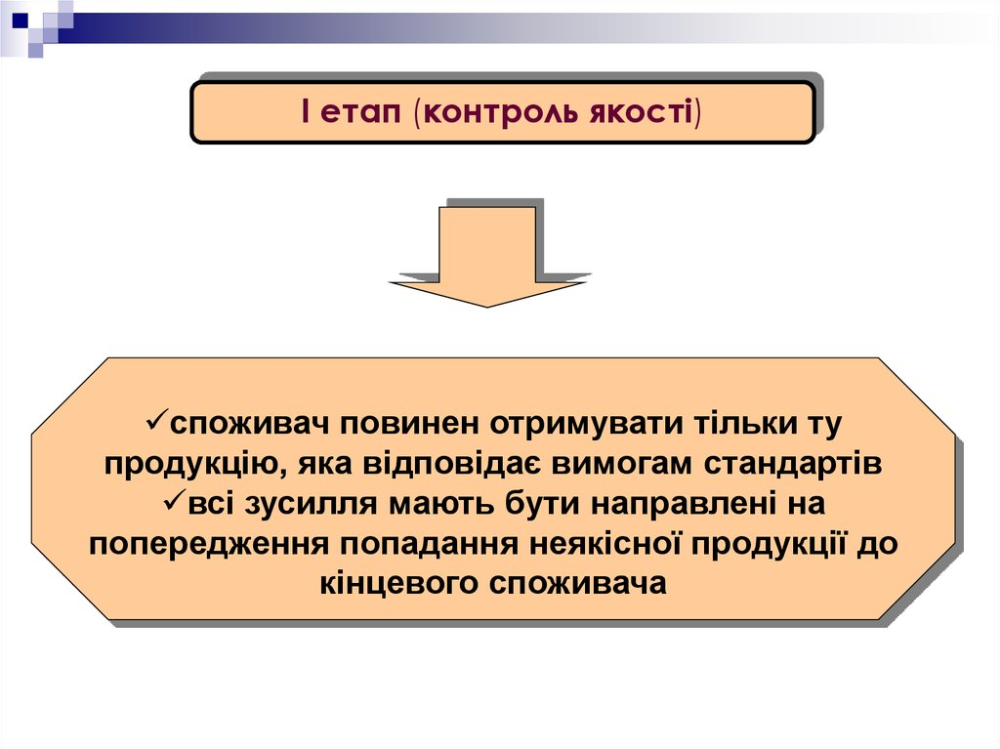 І етап (контроль якості)
✓споживач повинен отримувати тільки ту
продукцію, яка відповідає вимогам стандартів
✓всі зусилля мають бути направлені на
попередження попадання неякісної продукції до
кінцевого споживача